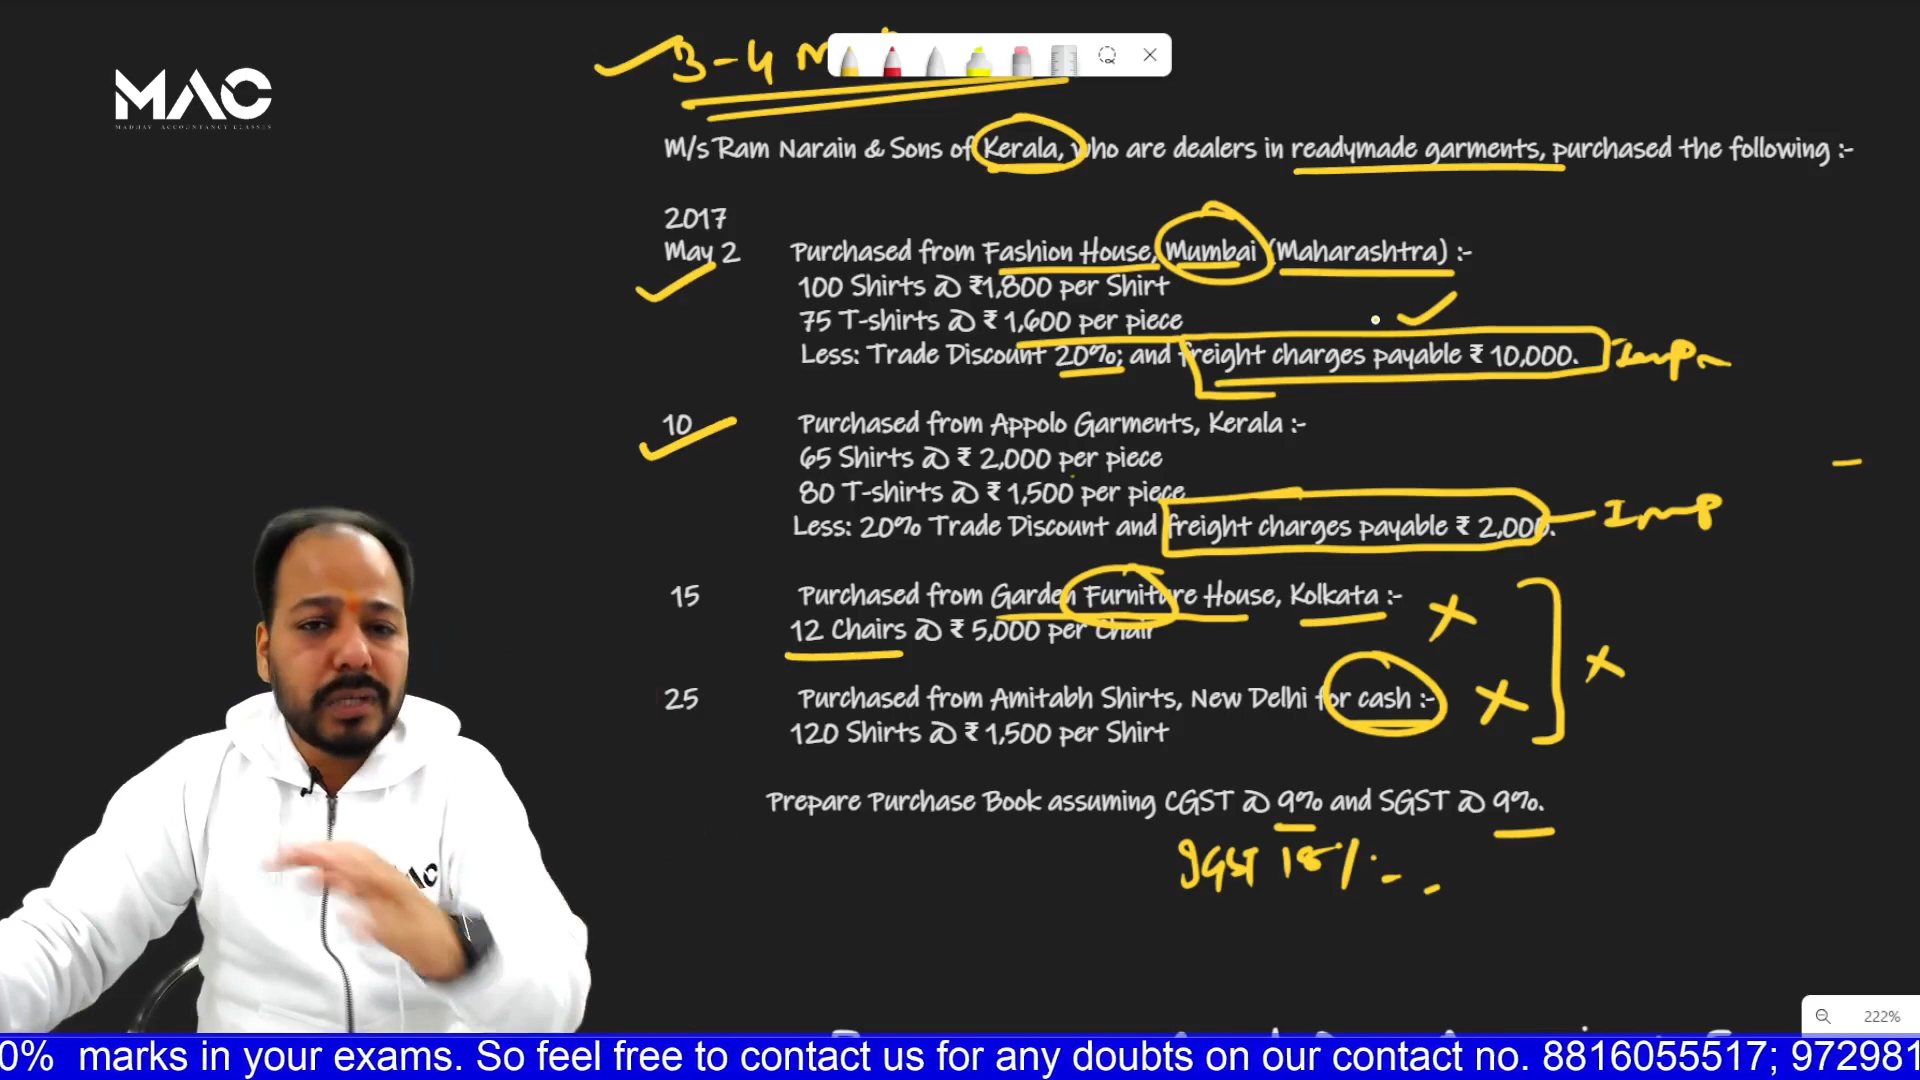 3-4 M
MAC
MADHAV ACCOUNTANCY CLASSES
M/s Ram Narain & Sons of Kerala, who are dealers in readymade garments, purchased the following :-
2017
May 2 Purchased from Fashion House, Mumbai (Maharashtra) :-
100 Shirts @ ₹1,800 per Shirt
75 T-shirts @ ₹ 1,600 per piece
Less: Trade Discount 20%; and freight charges payable ₹ 10,000.
10 Purchased from Appolo Garments, Kerala :-
65 Shirts @ ₹ 2,000 per piece
80 T-shirts @ ₹ 1,500 per piece
Less: 20% Trade Discount and freight charges payable ₹ 2,000. Imp
15 Purchased from Garden Furniture House, Kolkata :-
12 Chairs @ ₹ 5,000 per Chair
25 Purchased from Amitabh Shirts, New Delhi for cash :-
120 Shirts @ ₹ 1,500 per Shirt
Prepare Purchase Book assuming CGST @ 9% and SGST @ 9%.
IGST 18%
222%
0% marks in your exams. So feel free to contact us for any doubts on our contact no. 8816055517; 972981